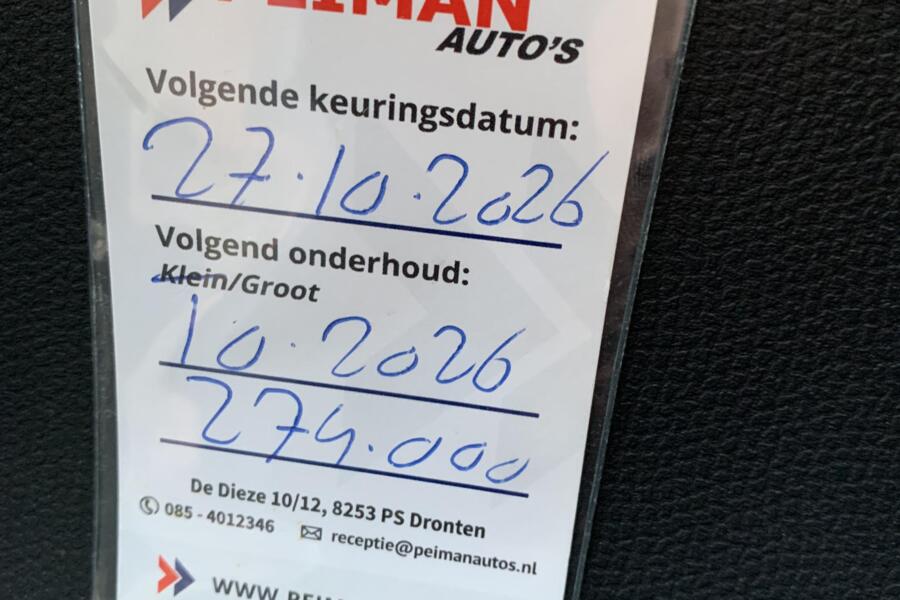 PEIMAN
AUTO'S
Volgende keuringsdatum:
27.10.2026
Volgend onderhoud:
Klein/Groot
10.2026
274.000
De Dieze 10/12, 8253 PS Dronten
085 - 4012346 receptie@peimanautos.nl